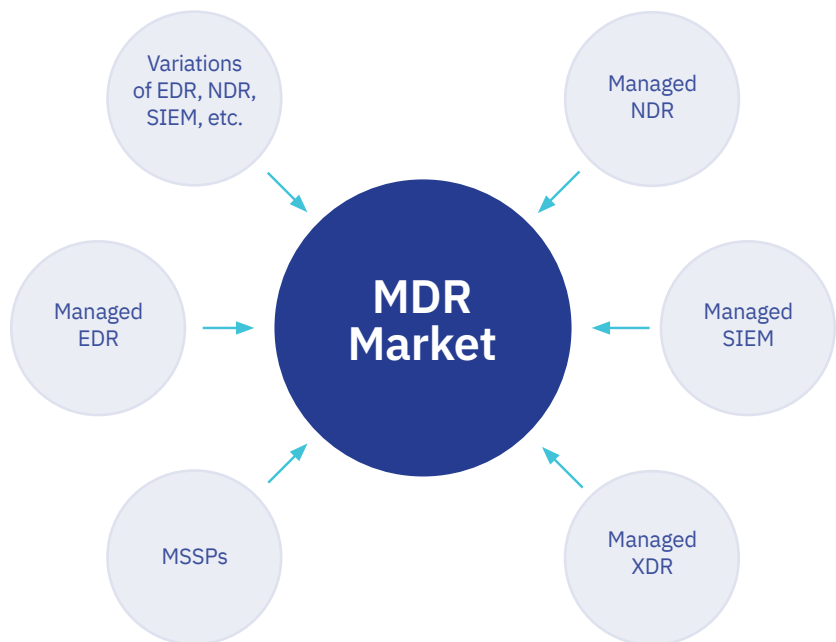 Variations
of EDR, NDR,
SIEM, etc.
Managed
NDR
Managed
EDR
MDR
Market
Managed
SIEM
MSSPs
Managed
XDR